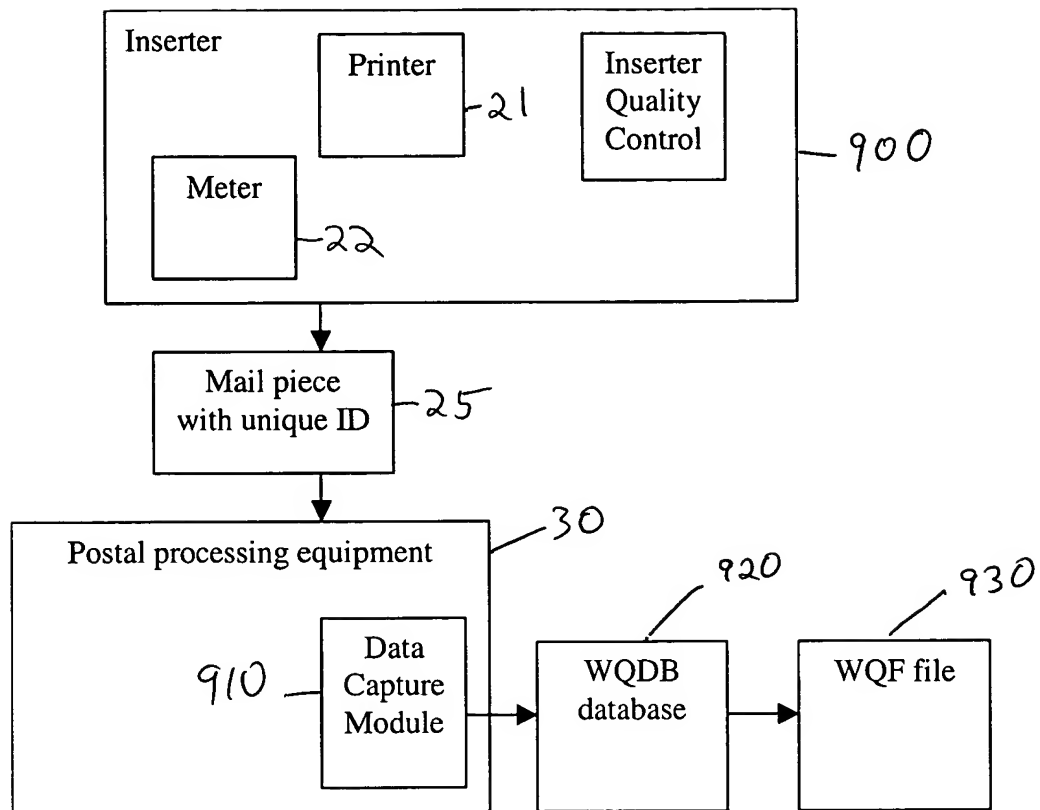 Inserter
Printer
21
Inserter
Quality
Control
900
Meter
22
Mail piece
with unique ID
25
30
Postal processing equipment
920
930
910
Data
Capture
Module
WQDB
database
WQF file